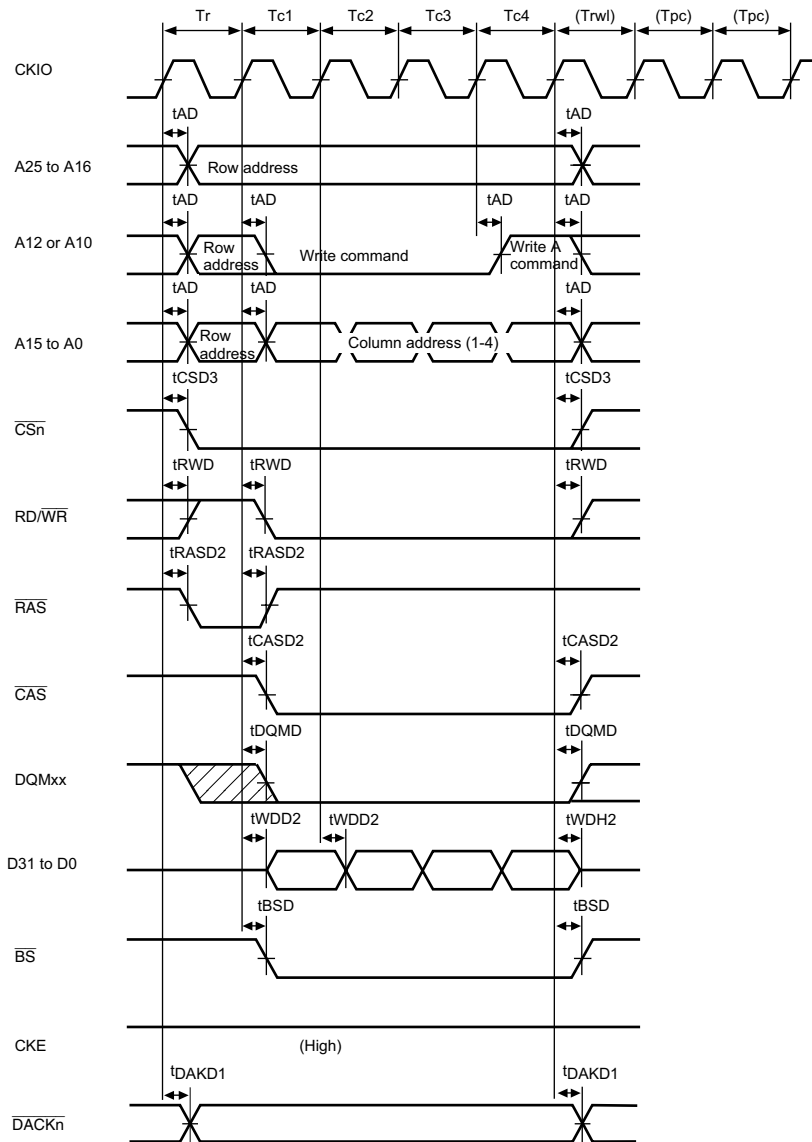 Tr Tc1 Tc2 Tc3 Tc4 (Trwl) (Tpc) (Tpc)
CKIO
tAD tAD
A25 to A16 Row address
tAD tAD tAD tAD
A12 or A10 Row address Write command Write A command
tAD tAD tAD
A15 to A0 Row address Column address (1-4)
tCSD3 tCSD3
CSn
tRWD tRWD tRWD
RD/WR
tRASD2 tRASD2
RAS
tCASD2 tCASD2
CAS
tDQMD tDQMD
DQMxx
tWDD2 tWDD2 tWDH2
D31 to D0
tBSD tBSD
BS
CKE (High)
tDAKD1 tDAKD1
DACKn